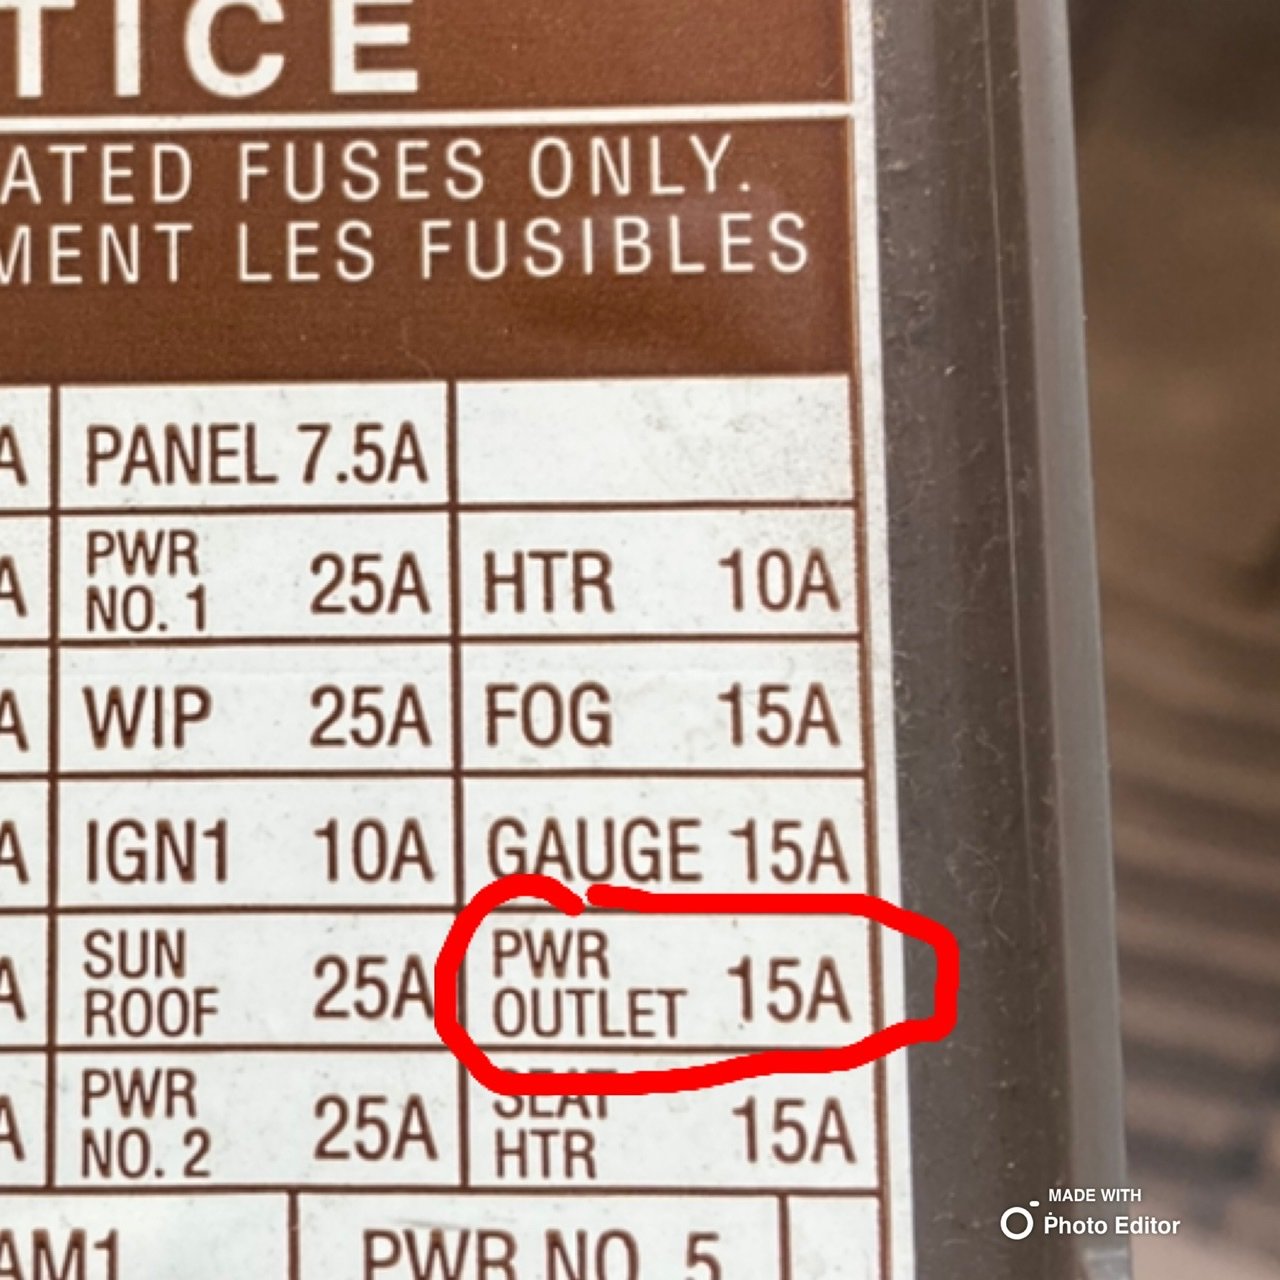 TICE
ATED FUSES ONLY.
MENT LES FUSIBLES
A PANEL 7.5A
A PWR NO. 1 25A HTR 10A
A WIP 25A FOG 15A
A IGN1 10A GAUGE 15A
A SUN ROOF 25A PWR OUTLET 15A
A PWR NO. 2 25A SEAT HTR 15A
AM1 PWR NO. 5
MADE WITH
Photo Editor